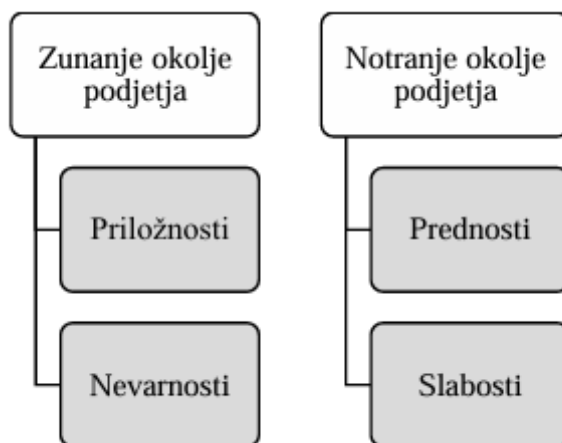 Zunanje okolje
podjetja
Priložnosti
Nevarnosti
Notranje okolje
podjetja
Prednosti
Slabosti